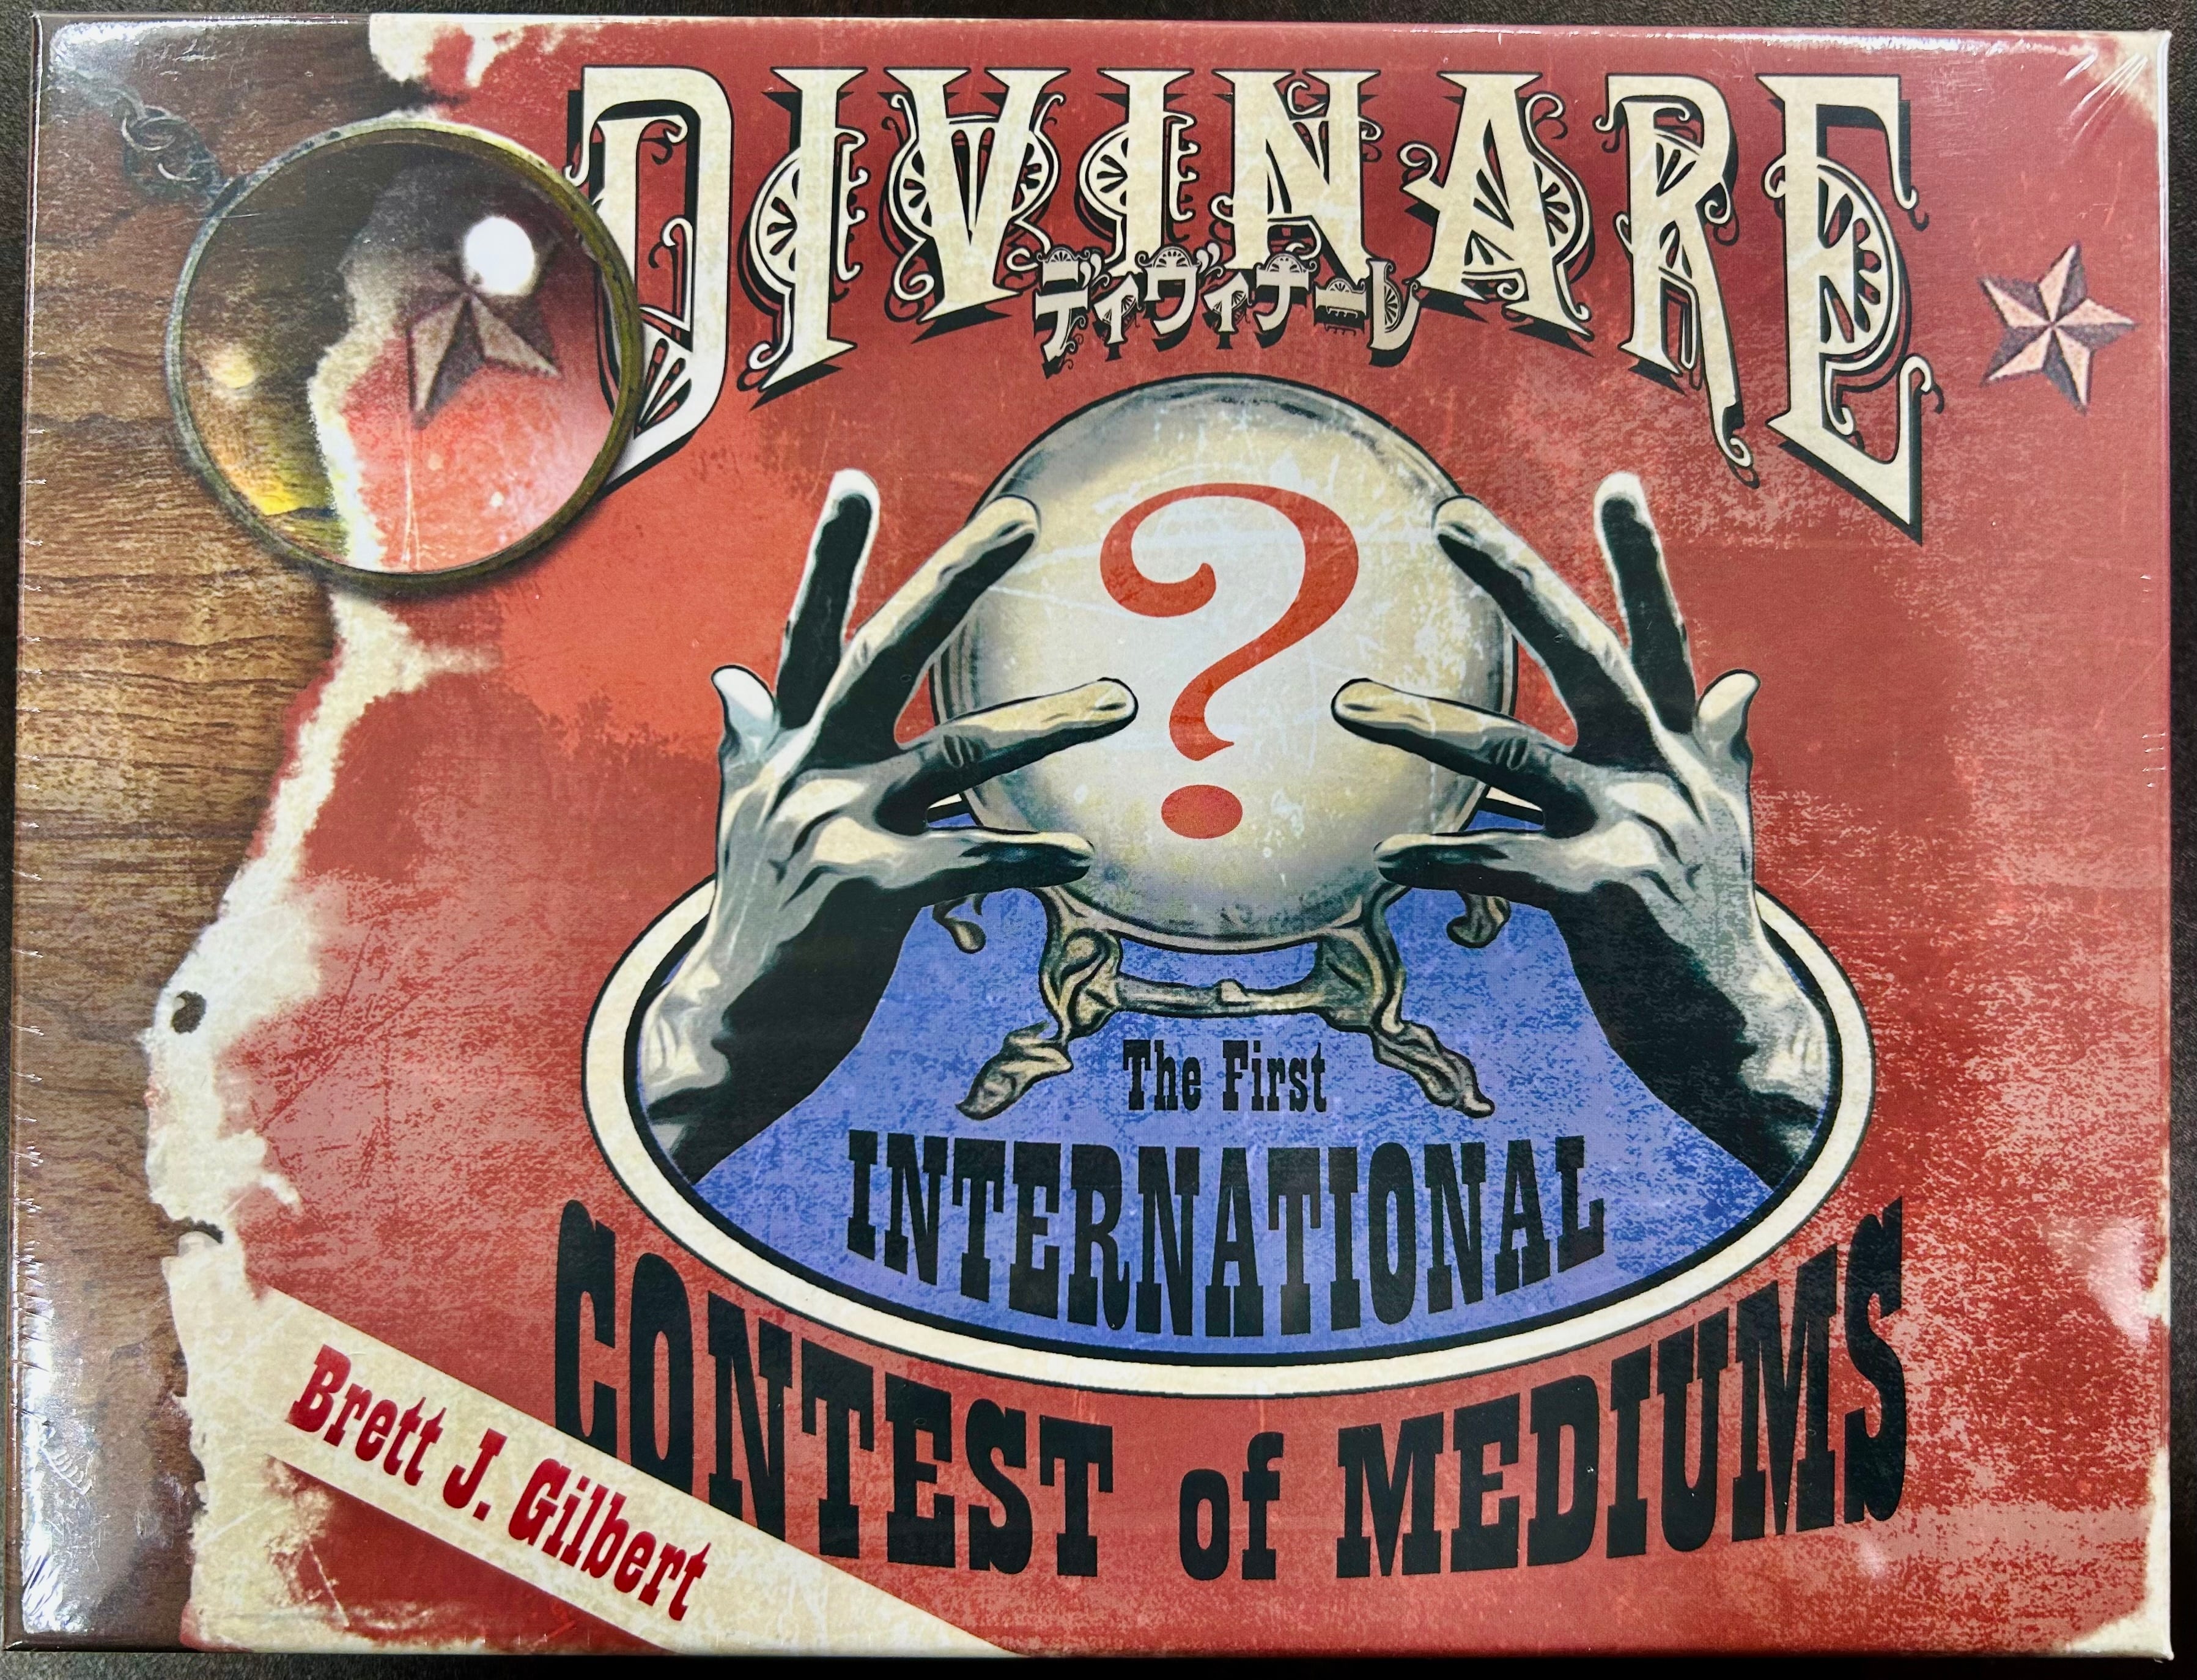 DIVINARE
ディヴィナーレ
?
The First
INTERNATIONAL
CONTEST of MEDIUMS
Brett J. Gilbert